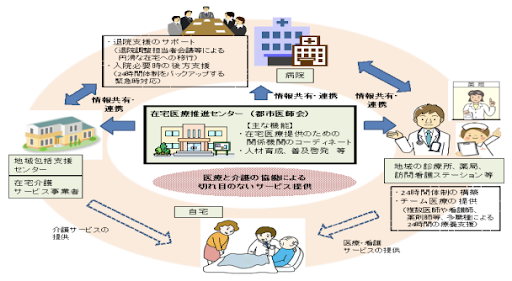 ・退院支援のサポート
(退院調整担当者会議等による
円滑な在宅への移行)
・入院必要時の後方支援
(24時間体制をバックアップする
緊急時対応)
病院
薬局
情報共有・
連携
情報共有・連携
情報共有・
連携
在宅医療推進センター (都市医師会)
【主な機能】
・在宅医療提供のための
関係機関のコーディネート
・人材育成、普及啓発 等
地域包括支援
センター
在宅介護
サービス事業者
医療と介護の協働による
切れ目のないサービス提供
地域の診療所、薬局、
訪問看護ステーション等
・24時間体制の構築
・チーム医療の提供
(複数医師や看護師、
薬剤師等、多職種による
24時間の療養支援)
自宅
介護サービスの
提供
医療・看護
サービスの提供